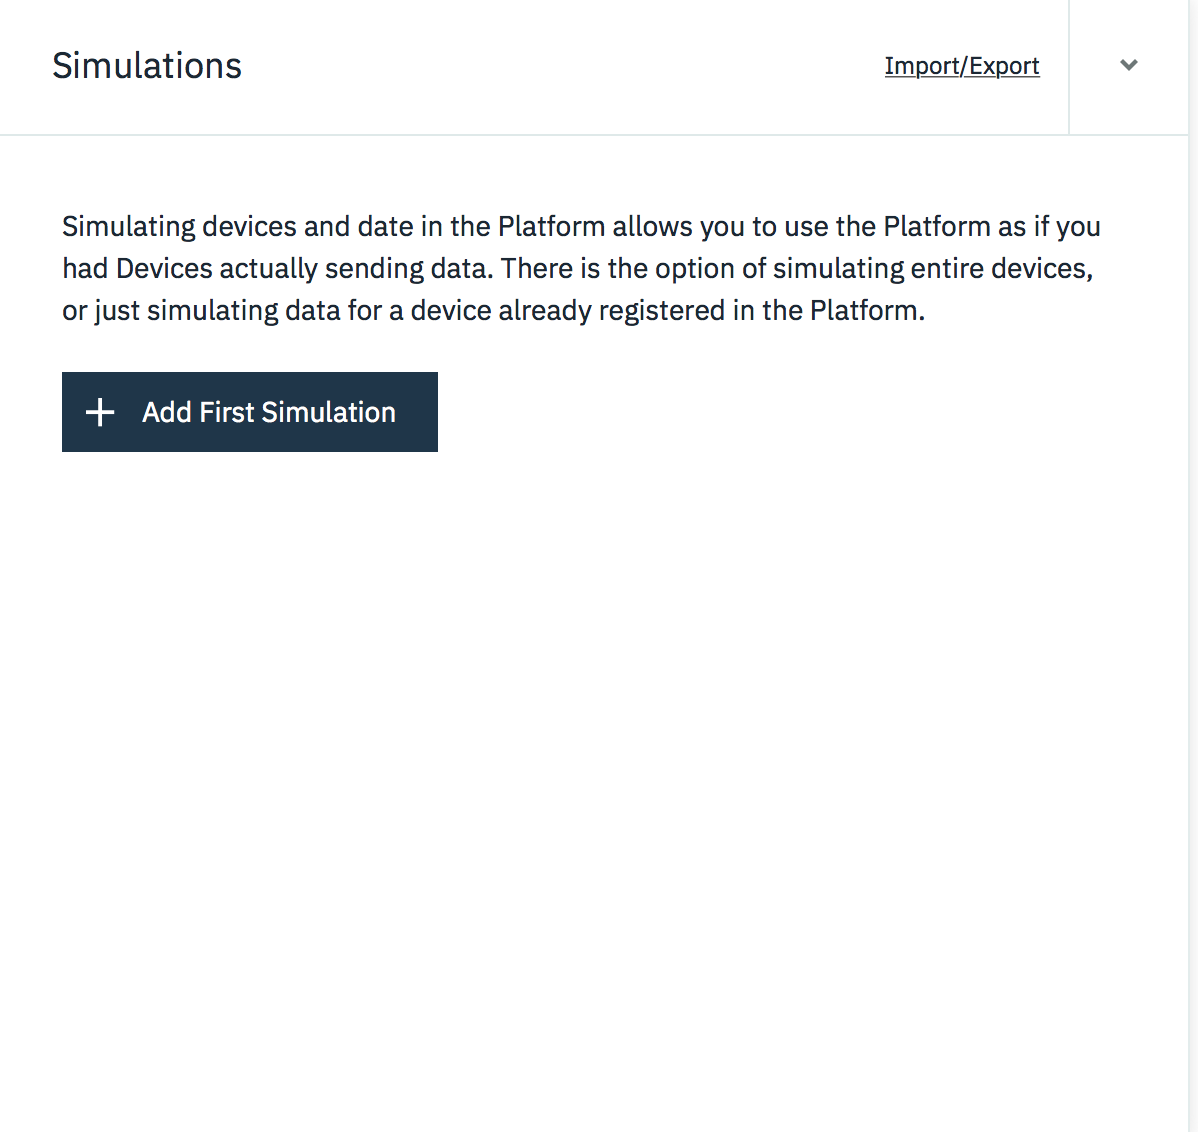 Simulations
Import/Export
Simulating devices and date in the Platform allows you to use the Platform as if you
had Devices actually sending data. There is the option of simulating entire devices,
or just simulating data for a device already registered in the Platform.
Add First Simulation